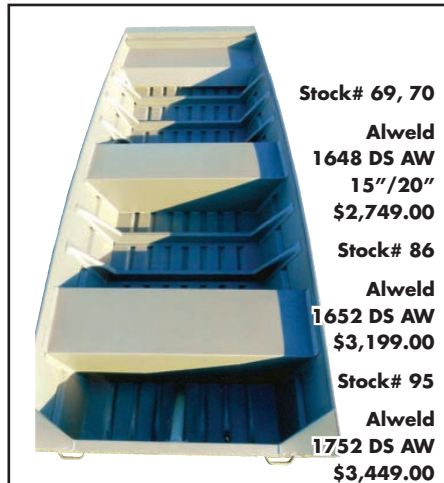 Stock# 69, 70
Alweld
1648 DS AW
15”/20”
$2,749.00
Stock# 86
Alweld
1652 DS AW
$3,199.00
Stock# 95
Alweld
1752 DS AW
$3,449.00